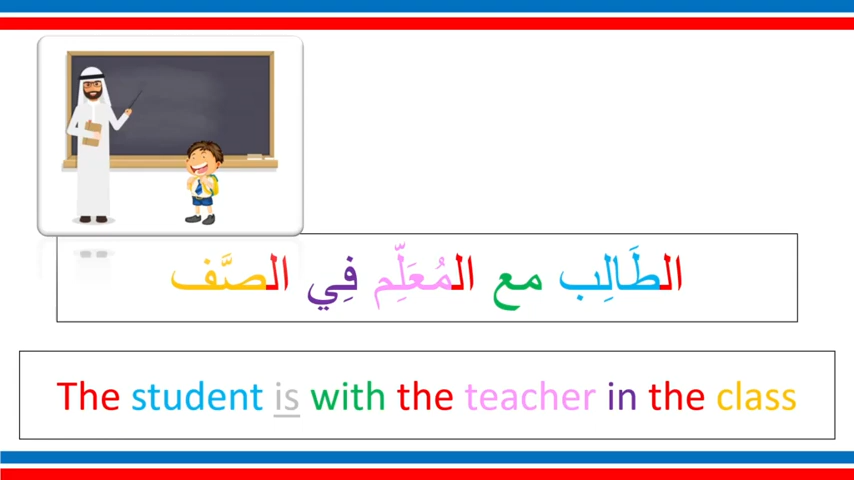 الطَالِب مع المُعَلِّم فِي الصَّف
The student is with the teacher in the class